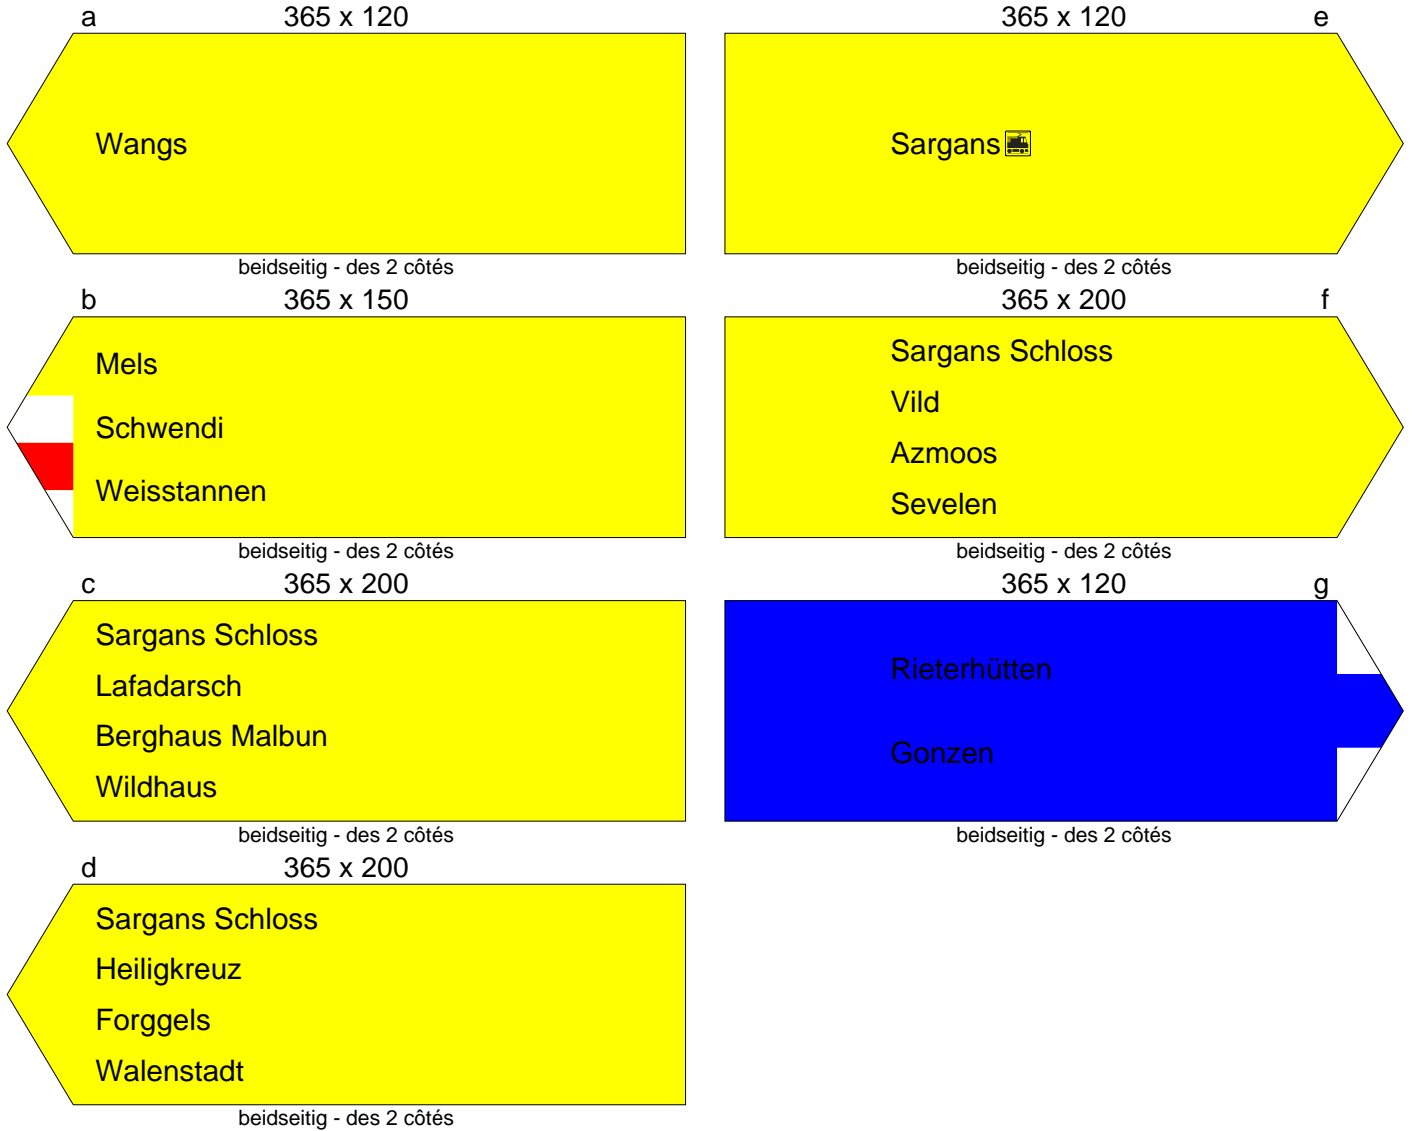 a 365 x 120
Wangs
beidseitig - des 2 côtés
b 365 x 150
Mels
Schwendi
Weisstannen
beidseitig - des 2 côtés
c 365 x 200
Sargans Schloss
Lafadarsch
Berghaus Malbun
Wildhaus
beidseitig - des 2 côtés
d 365 x 200
Sargans Schloss
Heiligkreuz
Forggels
Walenstadt
beidseitig - des 2 côtés
365 x 120 e
Sargans
beidseitig - des 2 côtés
365 x 200 f
Sargans Schloss
Vild
Azmoos
Sevelen
beidseitig - des 2 côtés
365 x 120 g
Rieterhütten
Gonzen
beidseitig - des 2 côtés